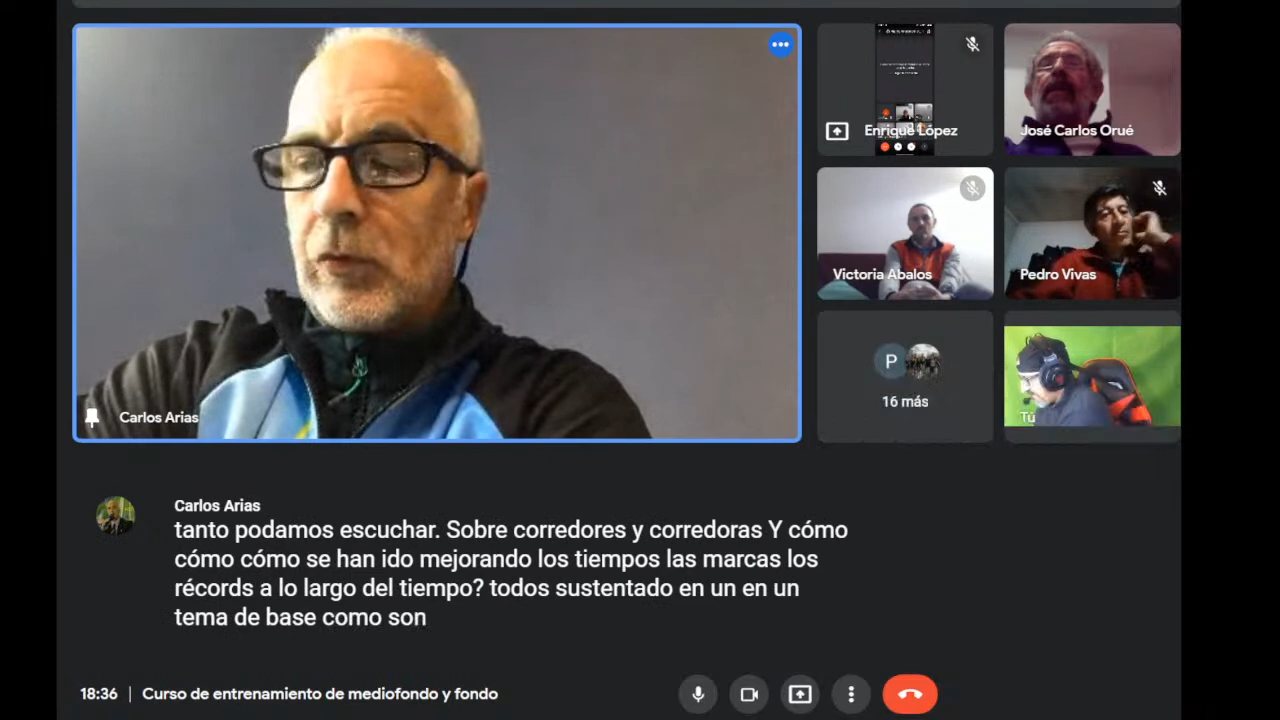 Enrique López
José Carlos Orué
Victoria Abalos
Pedro Vivas
P
16 más
Tú
Carlos Arias
Carlos Arias
tanto podamos escuchar. Sobre corredores y corredoras Y cómo
cómo cómo se han ido mejorando los tiempos las marcas los
récords a lo largo del tiempo? todos sustentado en un en un
tema de base como son
18:36 | Curso de entrenamiento de mediofondo y fondo